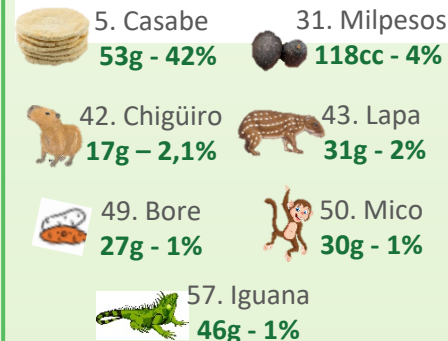 5. Casabe
53g - 42%
31. Milpesos
118cc - 4%
42. Chigüiro
17g – 2,1%
43. Lapa
31g - 2%
49. Bore
27g - 1%
50. Mico
30g - 1%
57. Iguana
46g - 1%